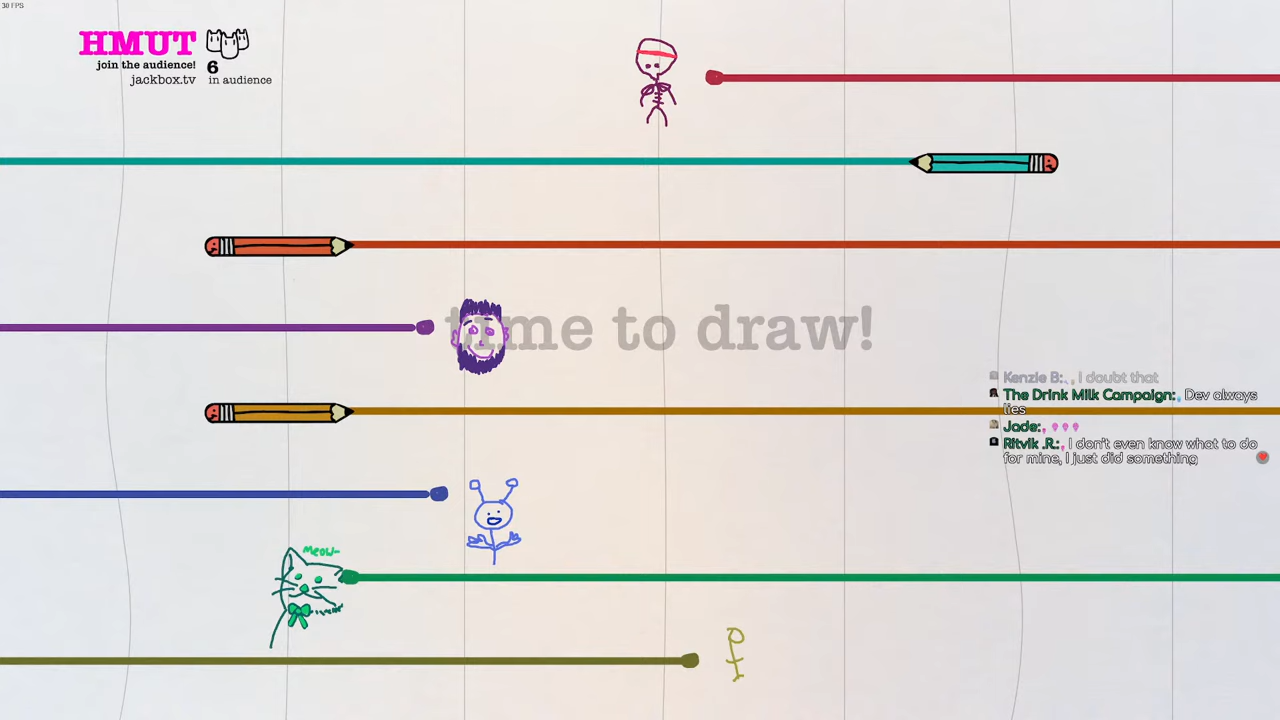 30 FPS
HMUT
join the audience!
jackbox.tv
6
in audience
time to draw!
Kenzie B: I doubt that
The Drink Milk Campaign: Dev always
lies
Jade:
Ritvik .R.: I don't even know what to do
for mine, I just did something
meow~